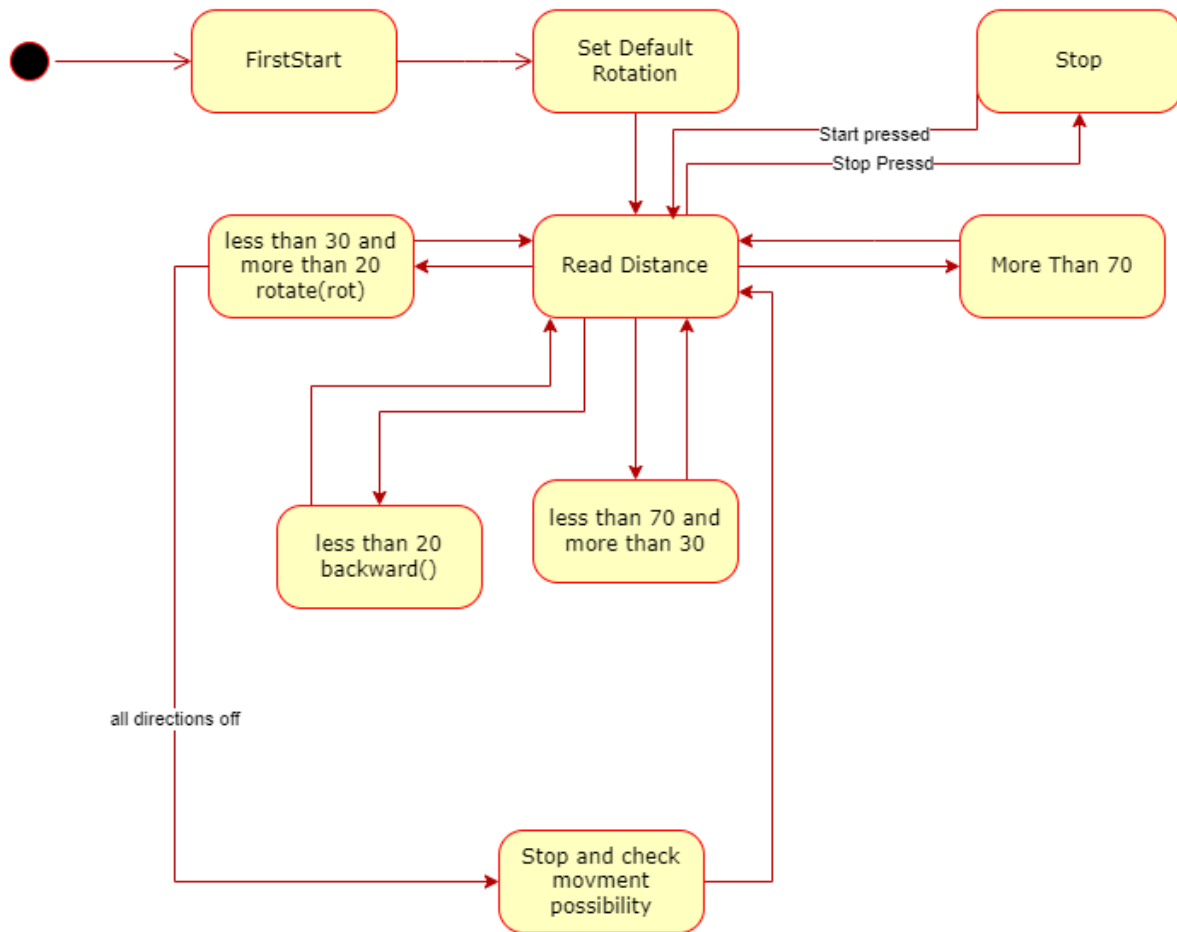 FirstStart
Set Default
Rotation
Stop
Start pressed
Stop Pressd
less than 30 and
more than 20
rotate(rot)
Read Distance
More Than 70
less than 20
backward()
less than 70 and
more than 30
all directions off
Stop and check
movment
possibility